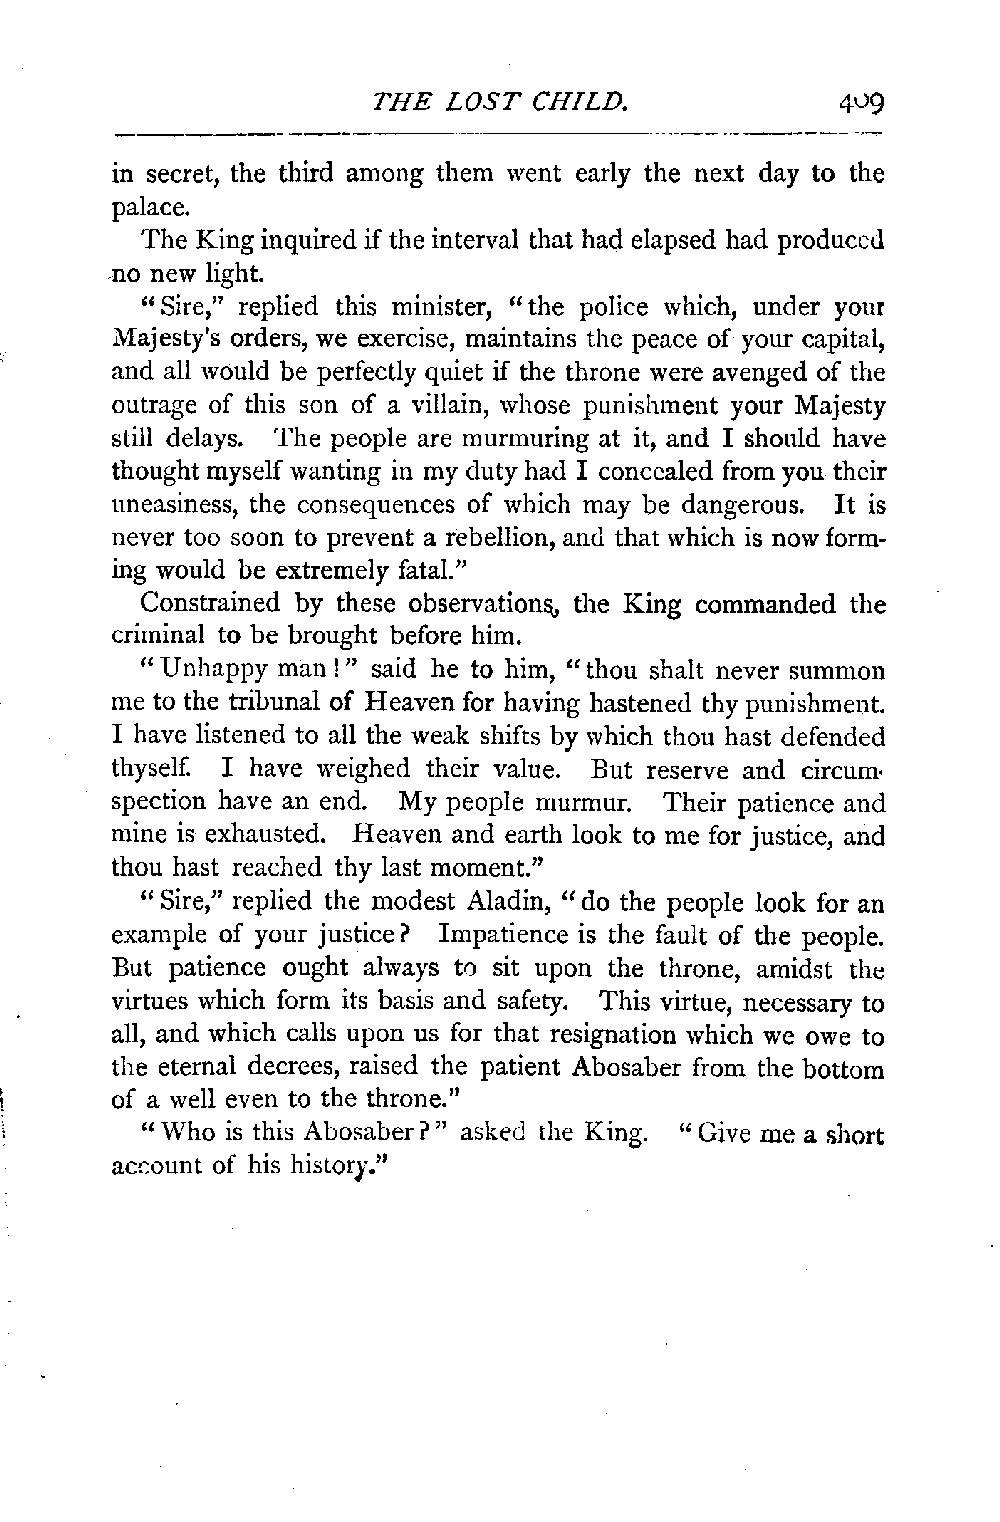 THE LOST CHILD. 409
in secret, the third among them went early the next day to the
palace.
The King inquired if the interval that had elapsed had produced
no new light.
“Sire,” replied this minister, “the police which, under your
Majesty's orders, we exercise, maintains the peace of your capital,
and all would be perfectly quiet if the throne were avenged of the
outrage of this son of a villain, whose punishment your Majesty
still delays. The people are murmuring at it, and I should have
thought myself wanting in my duty had I concealed from you their
uneasiness, the consequences of which may be dangerous. It is
never too soon to prevent a rebellion, and that which is now form-
ing would be extremely fatal.”
Constrained by these observations, the King commanded the
criminal to be brought before him.
“Unhappy man!” said he to him, “thou shalt never summon
me to the tribunal of Heaven for having hastened thy punishment.
I have listened to all the weak shifts by which thou hast defended
thyself. I have weighed their value. But reserve and circum-
spection have an end. My people murmur. Their patience and
mine is exhausted. Heaven and earth look to me for justice, and
thou hast reached thy last moment.”
“Sire,” replied the modest Aladin, “do the people look for an
example of your justice? Impatience is the fault of the people.
But patience ought always to sit upon the throne, amidst the
virtues which form its basis and safety. This virtue, necessary to
all, and which calls upon us for that resignation which we owe to
the eternal decrees, raised the patient Abosaber from the bottom
of a well even to the throne.”
“Who is this Abosaber?” asked the King. “Give me a short
account of his history.”